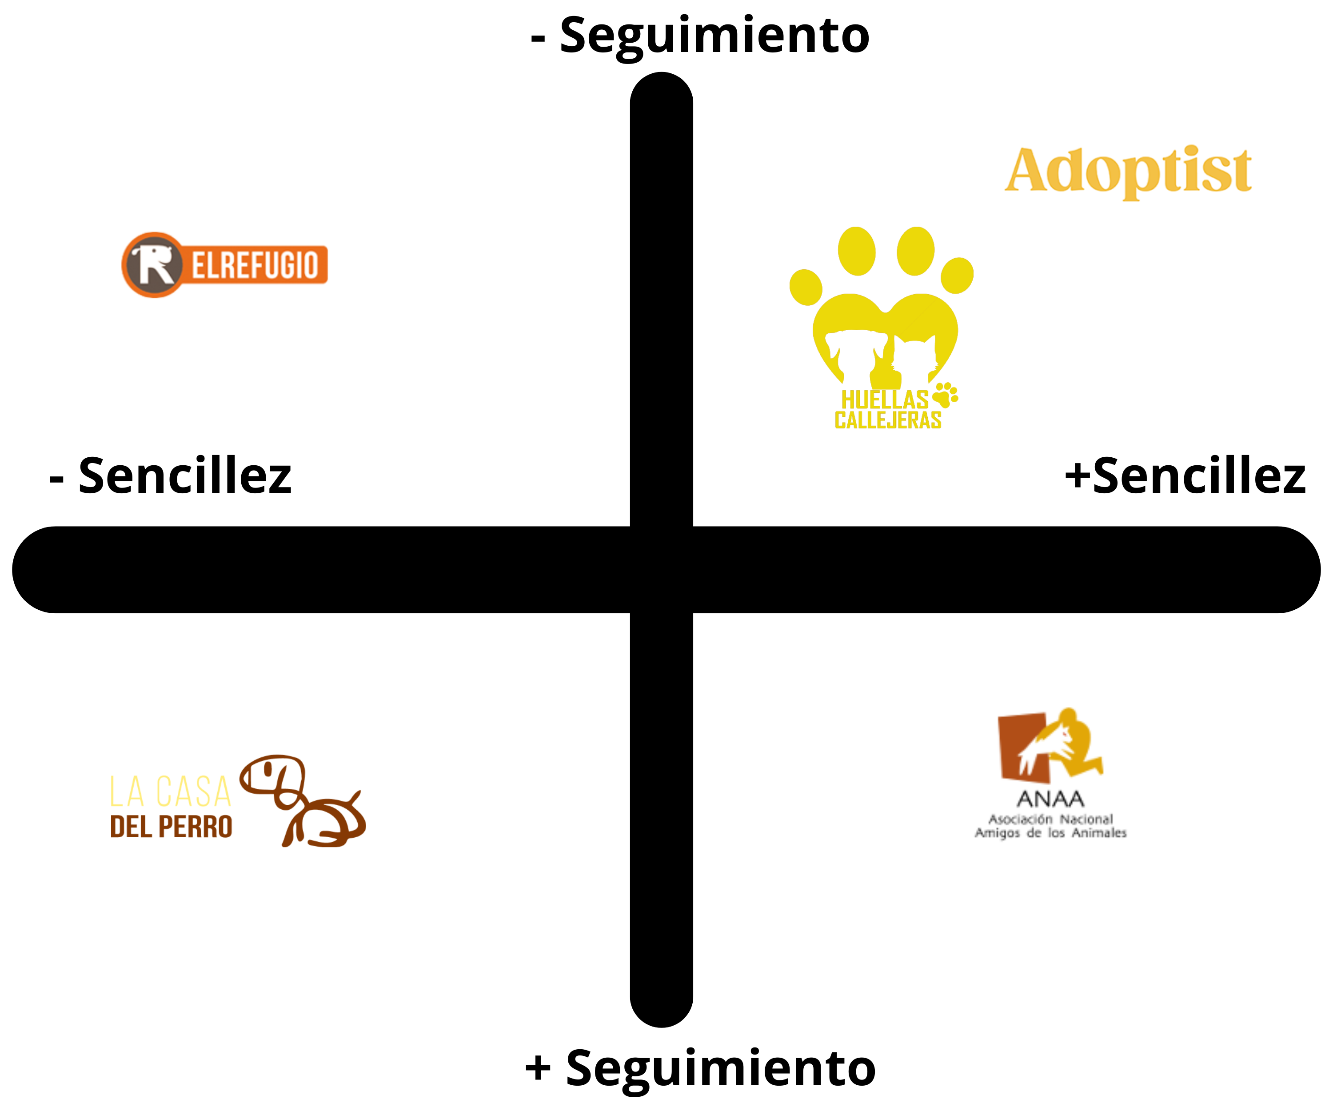 - Seguimiento
Adoptist
ELREFUGIO
HUELLAS
CALLEJERAS
- Sencillez
+Sencillez
LA CASA
DEL PERRO
ANAA
Asociación Nacional
Amigos de los Animales
+ Seguimiento